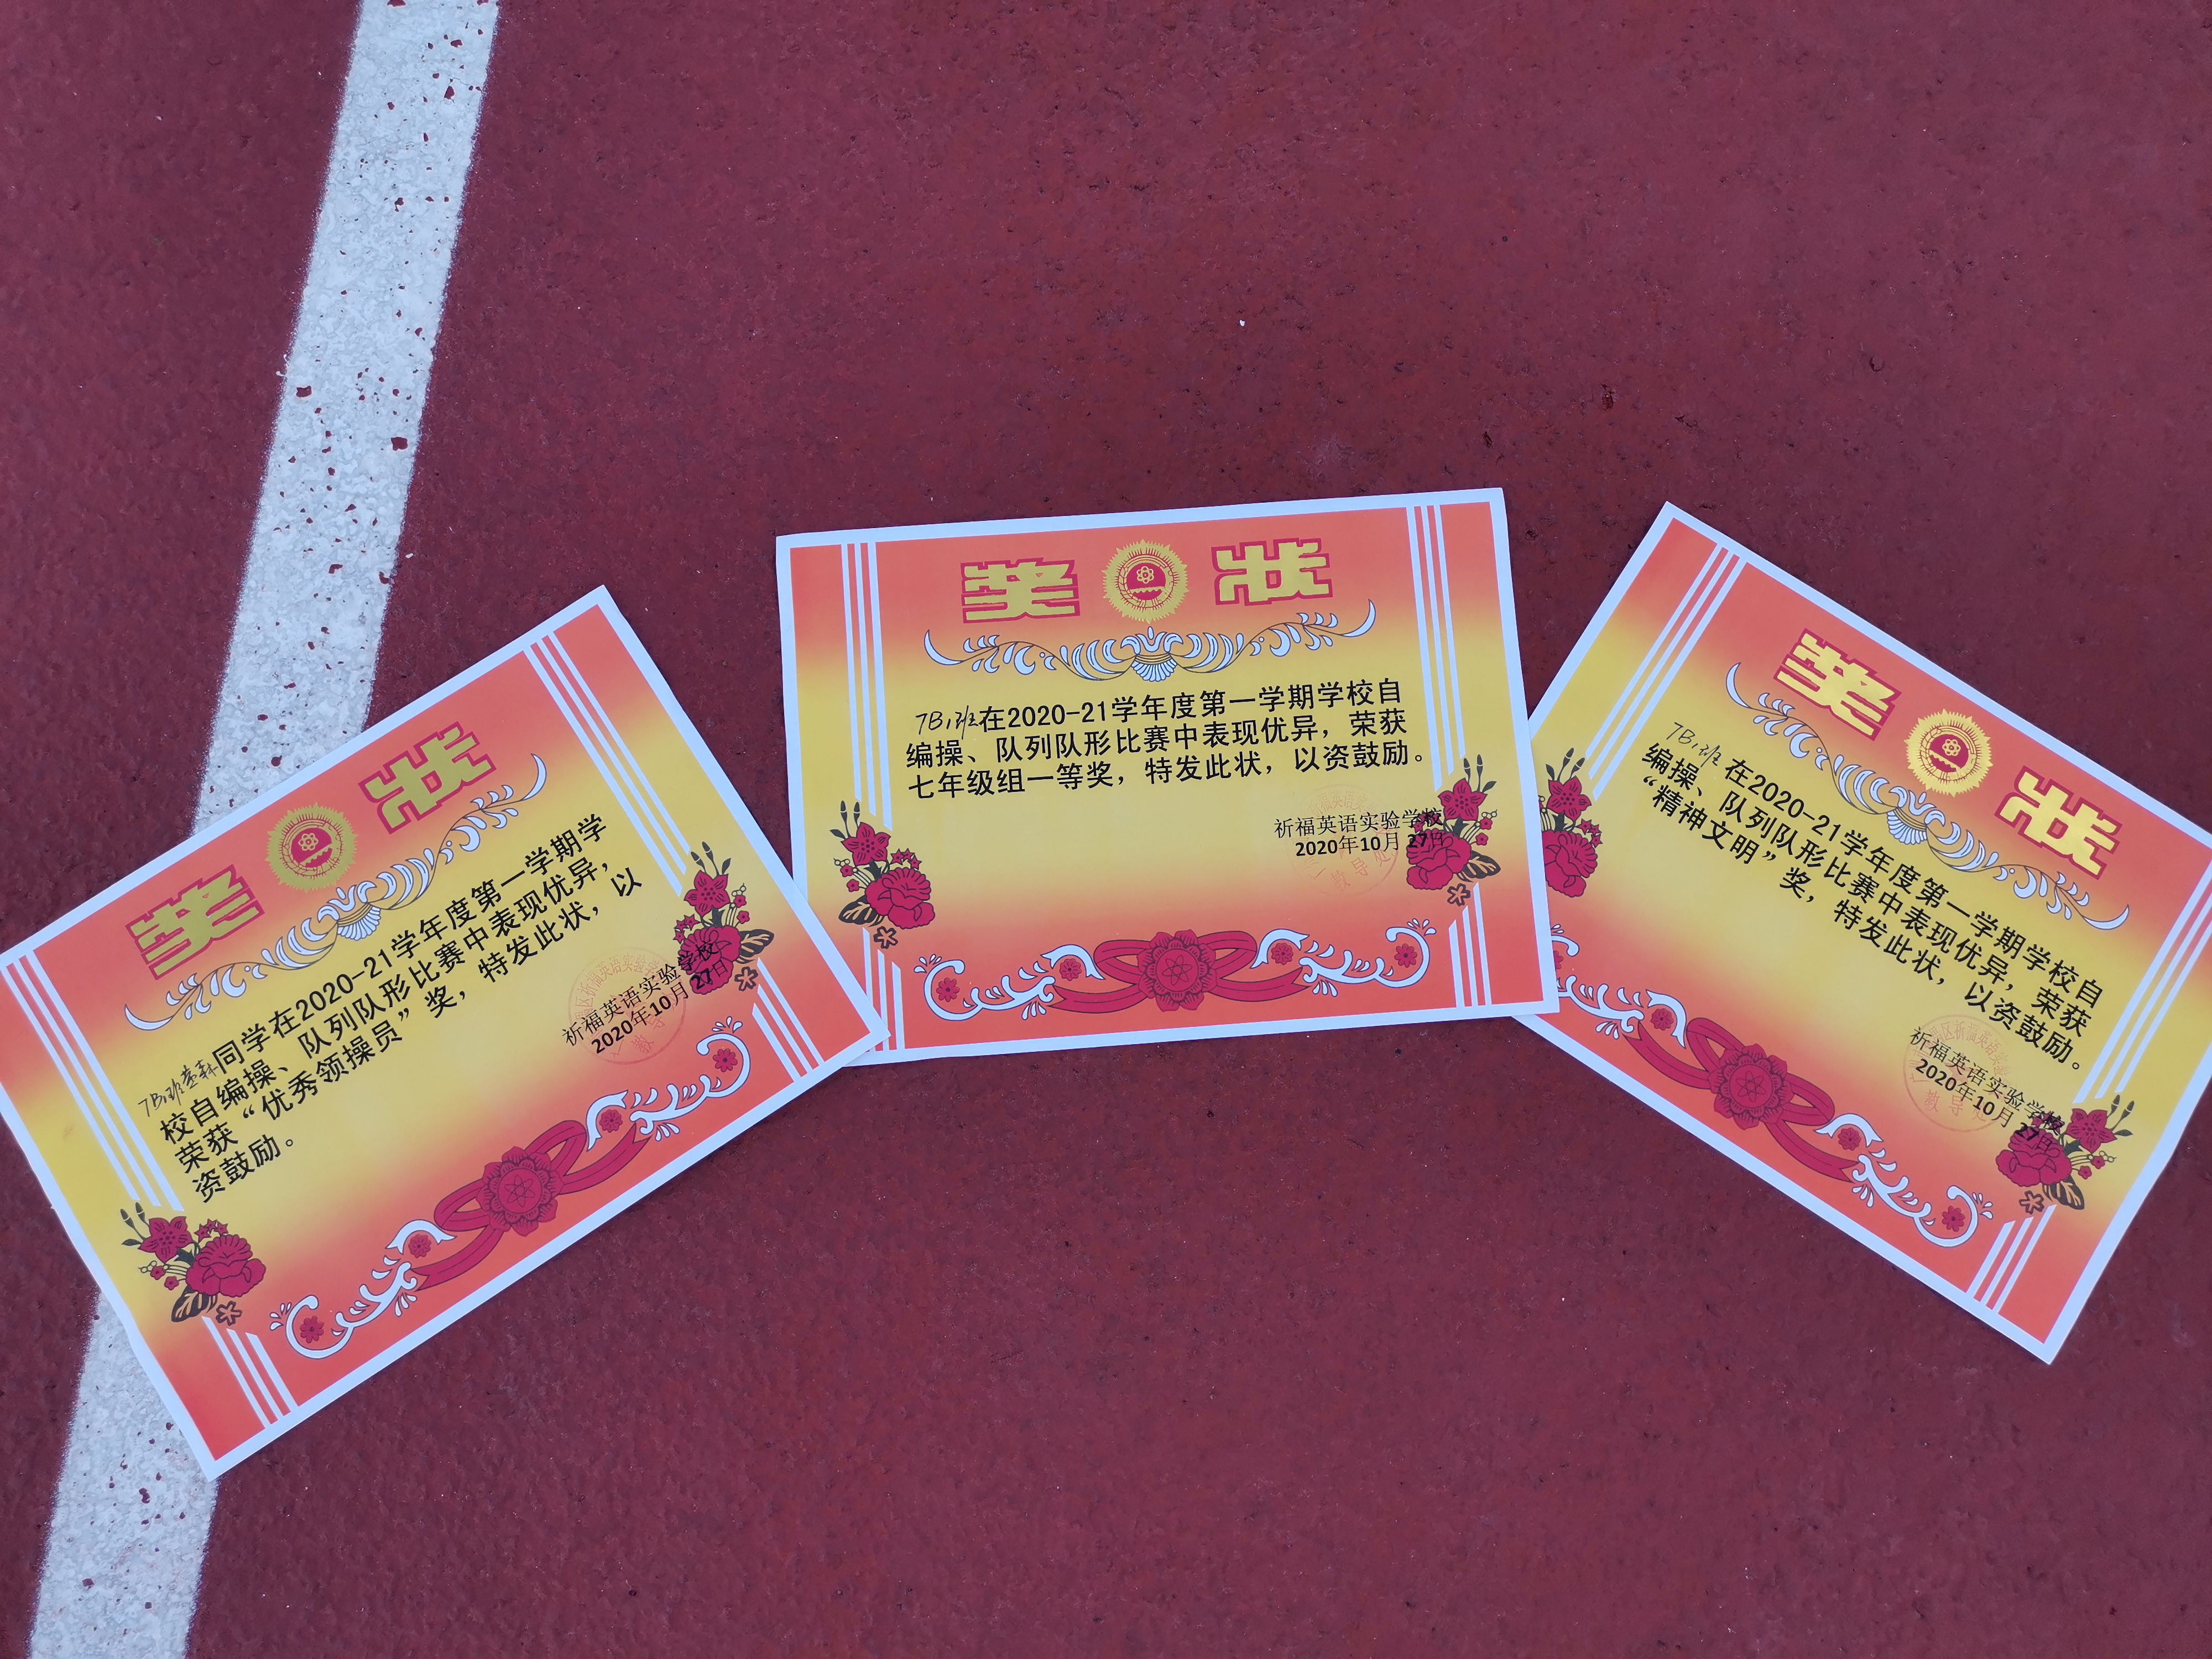 奖 状
7B1班 同学在2020-21学年度第一学期学
校自编操、队列队形比赛中表现优异，
荣获“优秀领操员”奖，特发此状，以
资鼓励。
祈福英语实验学校
2020年10月 27日
奖 状
7B1班在2020-21学年度第一学期学校自
编操、队列队形比赛中表现优异，荣获
七年级组一等奖，特发此状，以资鼓励。
祈福英语实验学校
2020年10月 27日
教导处
奖 状
7B1班 在2020-21学年度第一学期学校自
编操、队列队形比赛中表现优异，荣获
“精神文明”奖，特发此状，以资鼓励。
祈福英语实验学校
2020年10月 27日